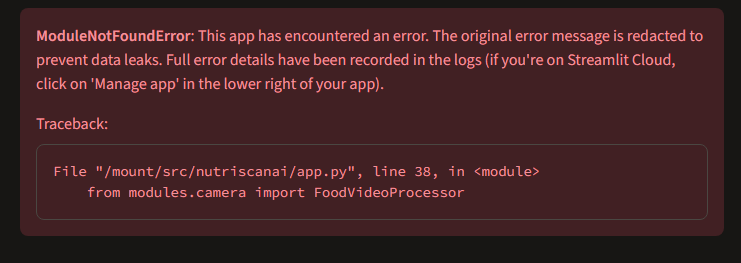 ModuleNotFoundError: This app has encountered an error. The original error message is redacted to
prevent data leaks. Full error details have been recorded in the logs (if you're on Streamlit Cloud,
click on 'Manage app' in the lower right of your app).
Traceback:
File "/mount/src/nutriscanai/app.py", line 38, in <module>
    from modules.camera import FoodVideoProcessor